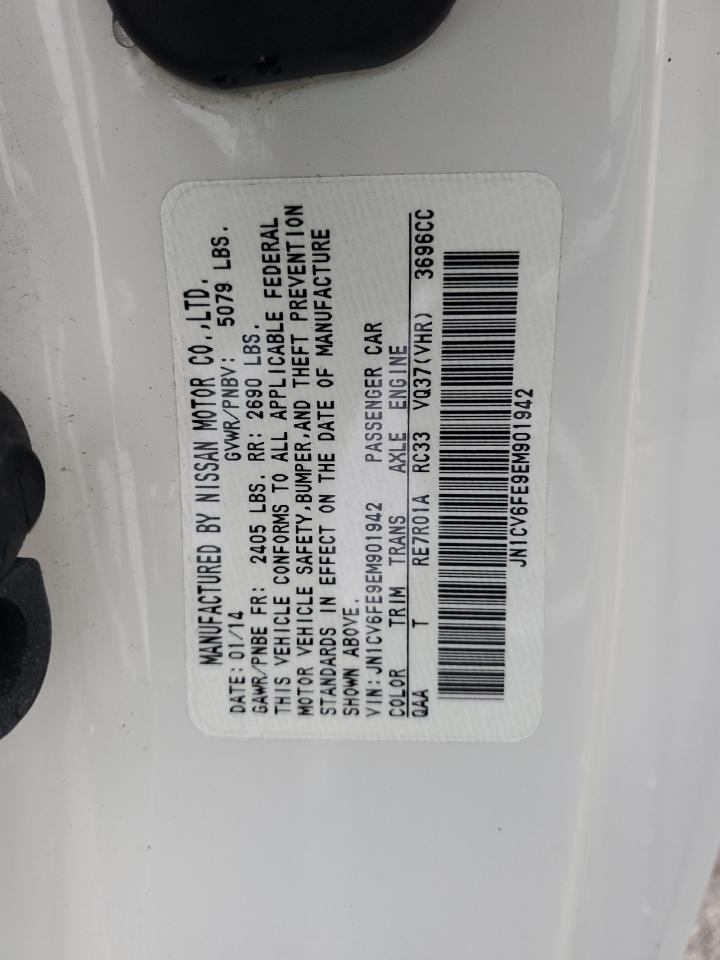 MANUFACTURED BY NISSAN MOTOR CO.,LTD.
DATE: 01/14 GVWR/PNBV: 5079 LBS.
GAWR/PNBE FR: 2405 LBS. RR: 2690 LBS.
THIS VEHICLE CONFORMS TO ALL APPLICABLE FEDERAL
MOTOR VEHICLE SAFETY,BUMPER,AND THEFT PREVENTION
STANDARDS IN EFFECT ON THE DATE OF MANUFACTURE
SHOWN ABOVE.
VIN:JN1CV6FE9EM901942 PASSENGER CAR
COLOR TRIM TRANS AXLE ENGINE
QAA T RE7R01A RC33 VQ37(VHR) 3696CC
JN1CV6FE9EM901942